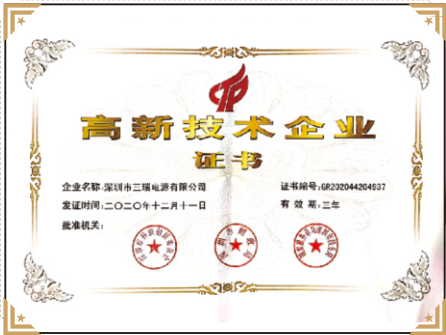 高新技术企业
证书
企业名称:深圳市三瑞电源有限公司
证书编号:GR202044204937
发证时间:二〇二〇年十二月十一日
有效期:三年
批准机关: